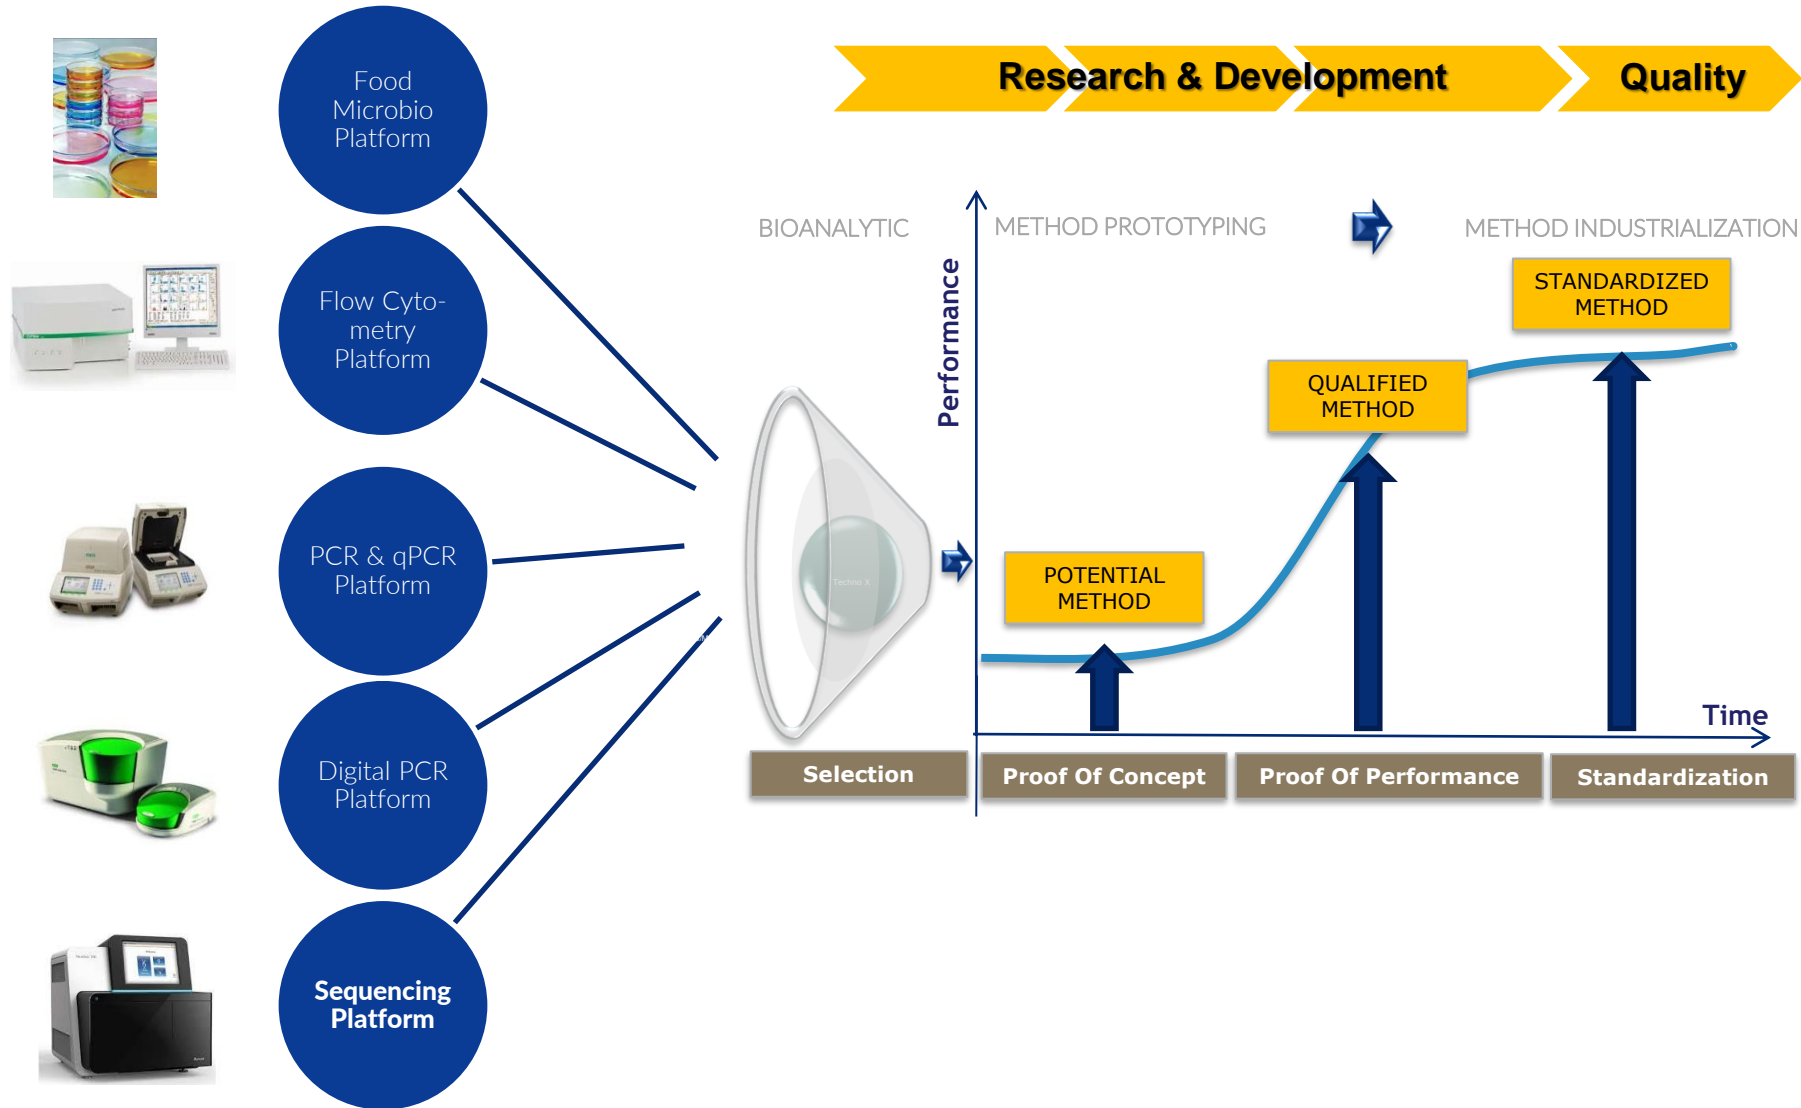 Food
Microbio
Platform
Flow Cyto-
metry
Platform
PCR & qPCR
Platform
Digital PCR
Platform
Sequencing
Platform
Research & Development
Quality
BIOANALYTIC
METHOD PROTOTYPING
METHOD INDUSTRIALIZATION
Performance
STANDARDIZED
METHOD
QUALIFIED
METHOD
POTENTIAL
METHOD
Techno X
Time
Selection
Proof Of Concept
Proof Of Performance
Standardization